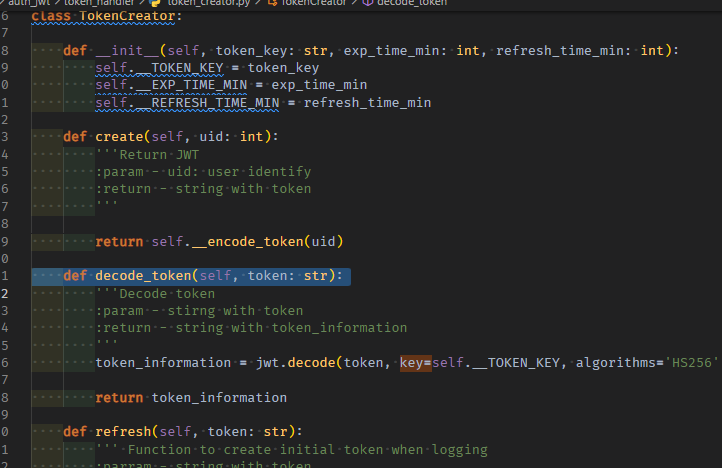 auth_jwt > token_handler > token_creator.py > TokenCreator > decode_token
6 class TokenCreator:
7
8 def __init__(self, token_key: str, exp_time_min: int, refresh_time_min: int):
9 self.__TOKEN_KEY = token_key
0 self.__EXP_TIME_MIN = exp_time_min
1 self.__REFRESH_TIME_MIN = refresh_time_min
2
3 def create(self, uid: int):
4 '''Return JWT
5 :param - uid: user identify
6 :return - string with token
7 '''
8
9 return self.__encode_token(uid)
0
1 def decode_token(self, token: str):
2 '''Decode token
3 :param - stirng with token
4 :return - string with token_information
5 '''
6 token_information = jwt.decode(token, key=self.__TOKEN_KEY, algorithms='HS256'
7
8 return token_information
9
0 def refresh(self, token: str):
1 ''' Function to create initial token when logging
:parram - string with token